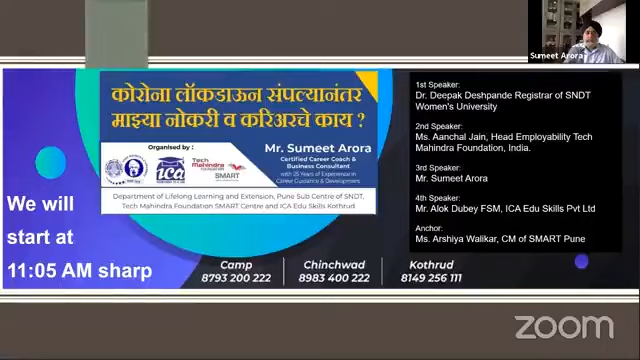 Sumeet Arora
कोरोना लॉकडाऊन संपल्यानंतर
माझ्या नोकरी व करिअरचे काय ?
Organised by :
ica
Tech
Mahindra
FOUNDATION
SMART
Mr. Sumeet Arora
Certified Career Coach &
Business Consultant
with 25 Years of Experience in
Career Guidance & Development
Department of Lifelong Learning and Extension, Pune Sub Centre of SNDT,
Tech Mahindra Foundation SMART Centre and ICA Edu Skills Kothrud
We will
start at
11:05 AM sharp
Camp
8793 200 222
Chinchwad
8983 400 222
Kothrud
8149 256 111
1st Speaker:
Dr. Deepak Deshpande Registrar of SNDT
Women's University
2nd Speaker:
Ms. Aanchal Jain, Head Employability Tech
Mahindra Foundation, India.
3rd Speaker:
Mr. Sumeet Arora
4th Speaker:
Mr. Alok Dubey FSM, ICA Edu Skills Pvt Ltd
Anchor:
Ms. Arshiya Walikar, CM of SMART Pune
zoom